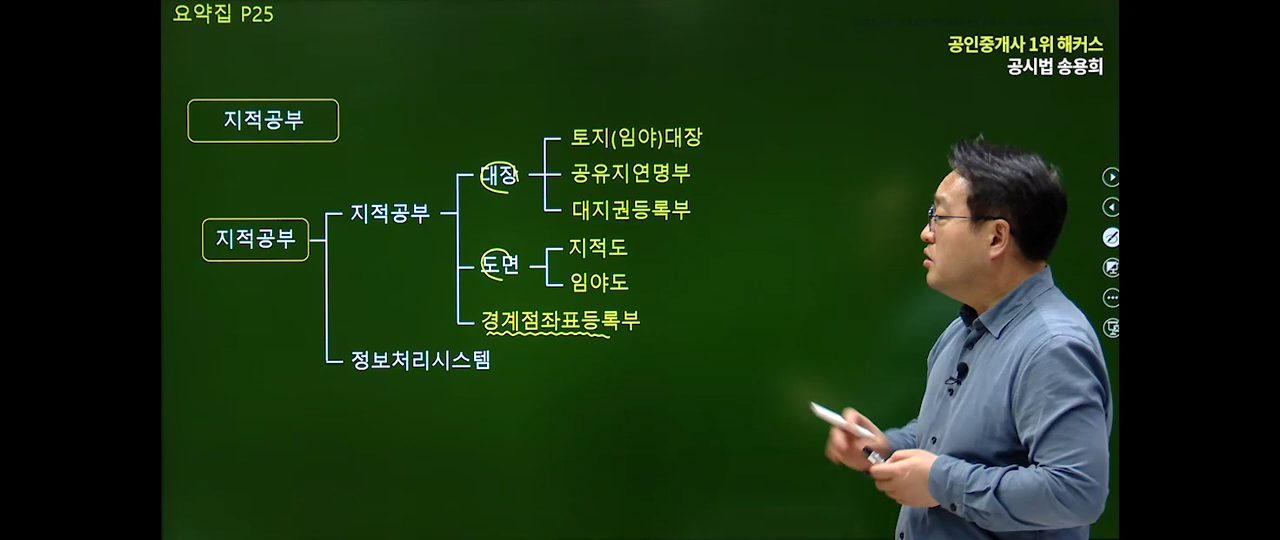 요약집 P25
공인중개사 1위 해커스
공시법 송용희
지적공부
지적공부
지적공부
대장
토지(임야)대장
공유지연명부
대지권등록부
도면
지적도
임야도
경계점좌표등록부
정보처리시스템